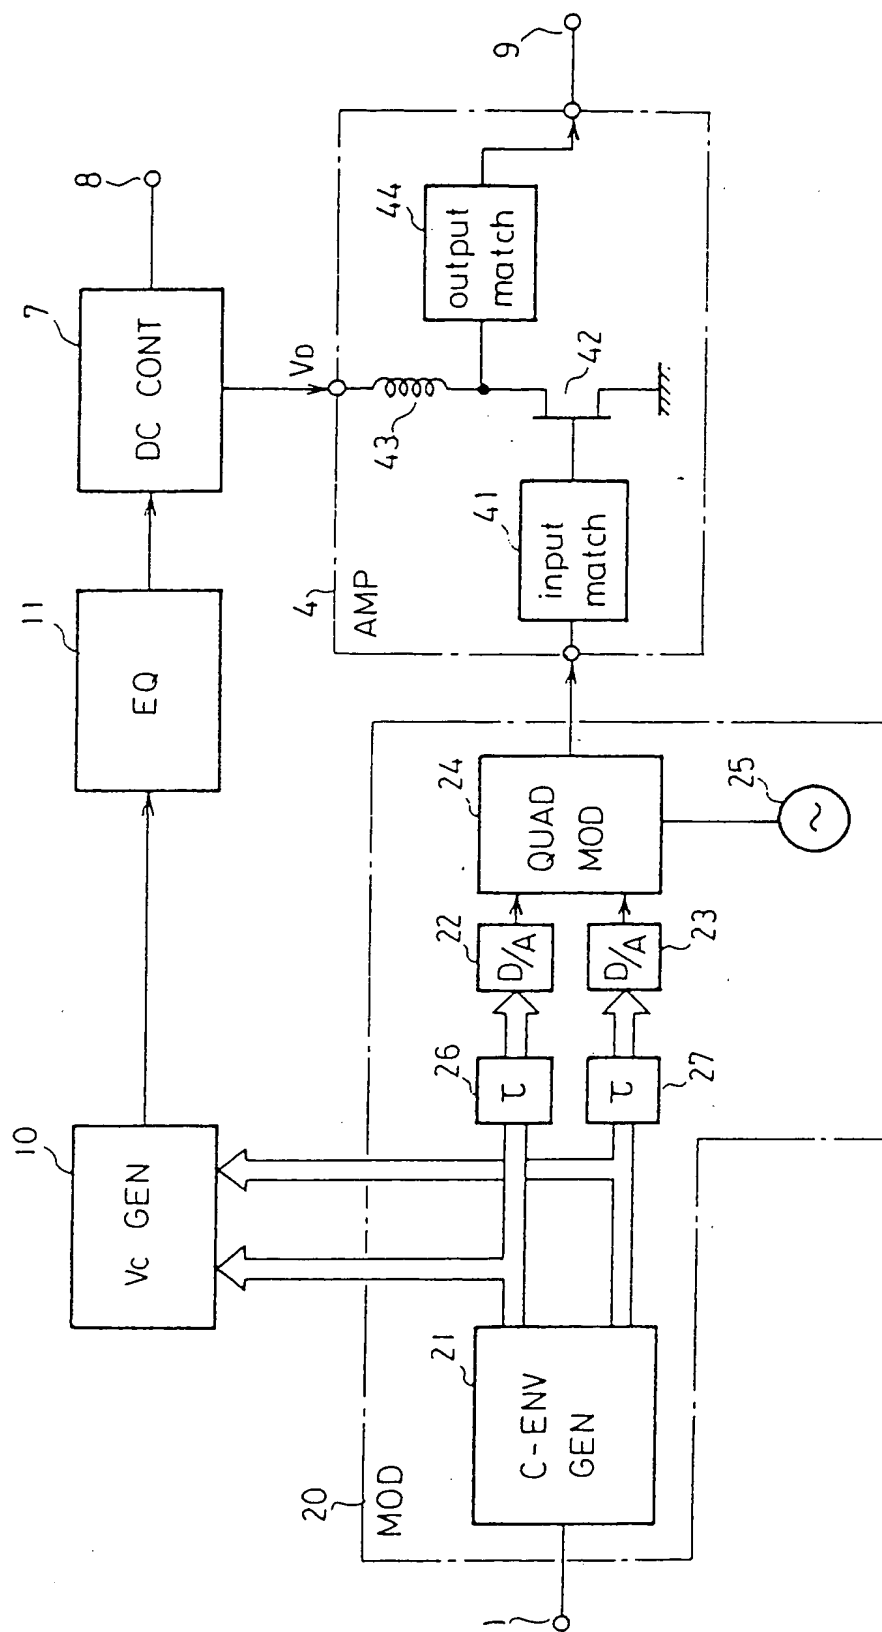 10
Vc GEN
11
EQ
7
DC CONT
8
VD
20
MOD
1
21
C-ENV
GEN
26
τ
27
τ
22
D/A
23
D/A
24
QUAD
MOD
25
~
4
AMP
41
input
match
42
43
44
output
match
9